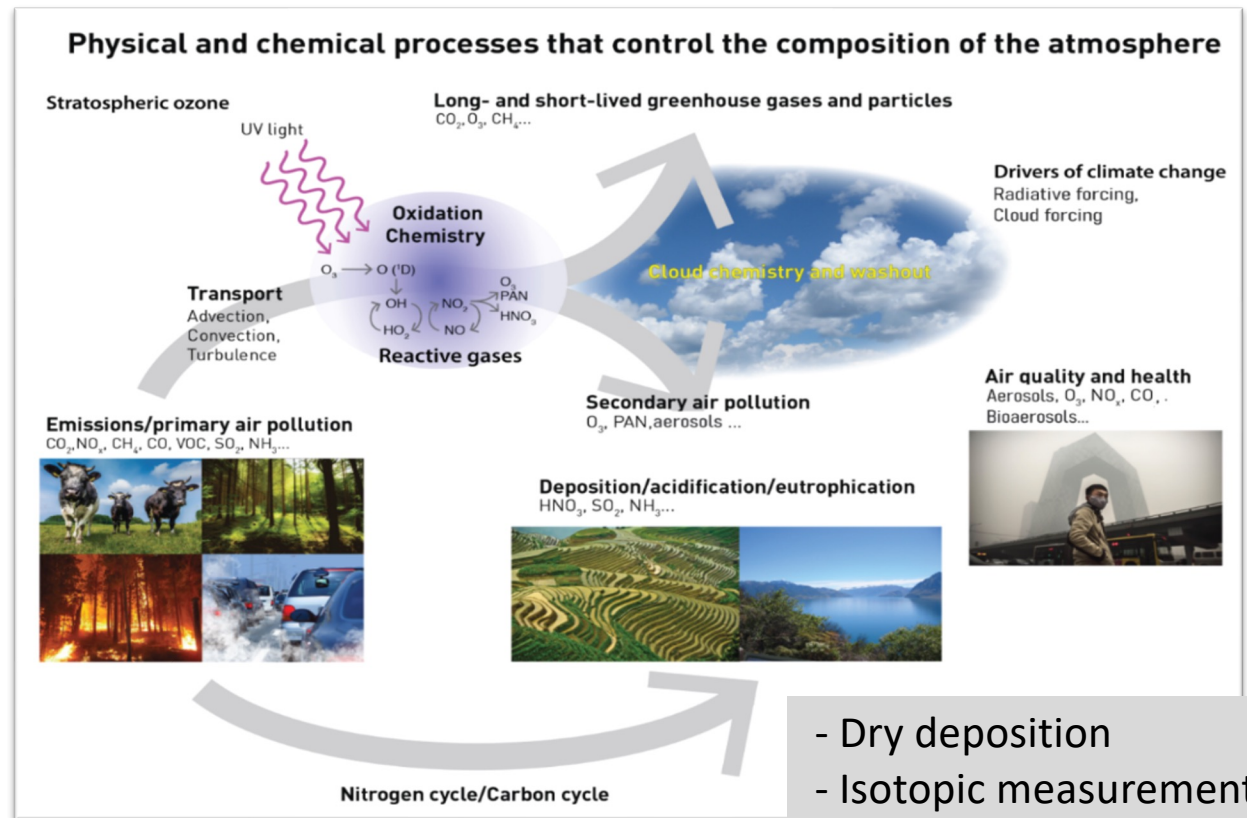 Physical and chemical processes that control the composition of the atmosphere
Stratospheric ozone
UV light
Long- and short-lived greenhouse gases and particles
CO₂, O₃, CH₄...
Drivers of climate change
Radiative forcing,
Cloud forcing
Oxidation
Chemistry
O₃ → O (¹D)
OH
HO₂
NO₂
NO
O₃
PAN
HNO₃
Reactive gases
Cloud chemistry and washout
Transport
Advection,
Convection,
Turbulence
Emissions/primary air pollution
CO₂,NOₓ, CH₄, CO, VOC, SO₂, NH₃...
Secondary air pollution
O₃, PAN,aerosols ...
Air quality and health
Aerosols, O₃, NOₓ, CO, .
Bioaerosols...
Deposition/acidification/eutrophication
HNO₃, SO₂, NH₃...
Nitrogen cycle/Carbon cycle
- Dry deposition
- Isotopic measurement